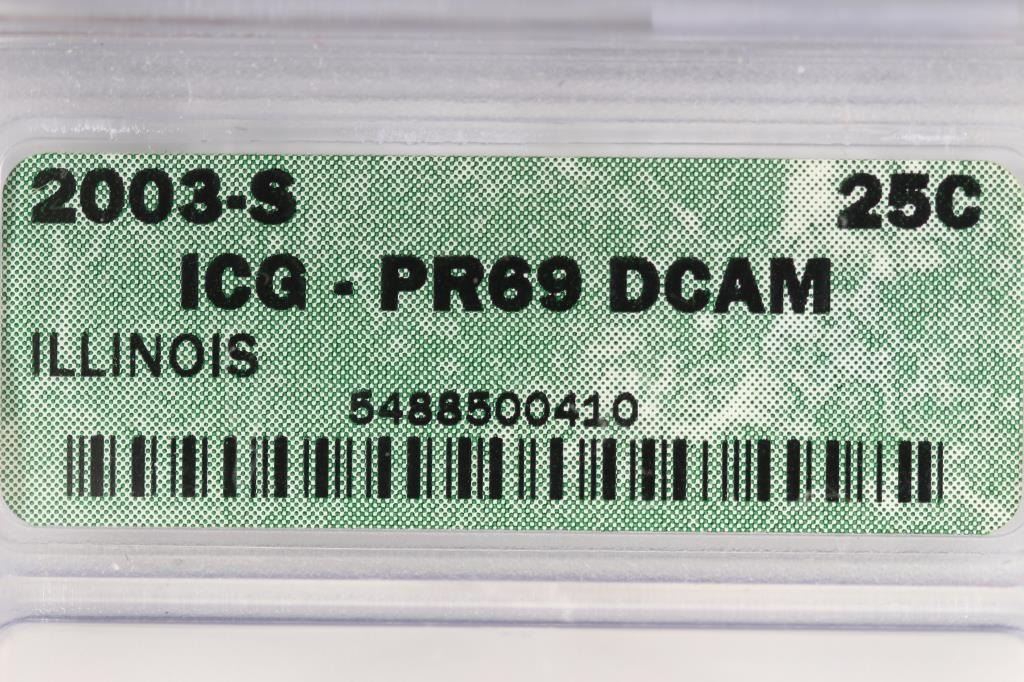 2003-S 25C
ICG - PR69 DCAM
ILLINOIS
5488500410